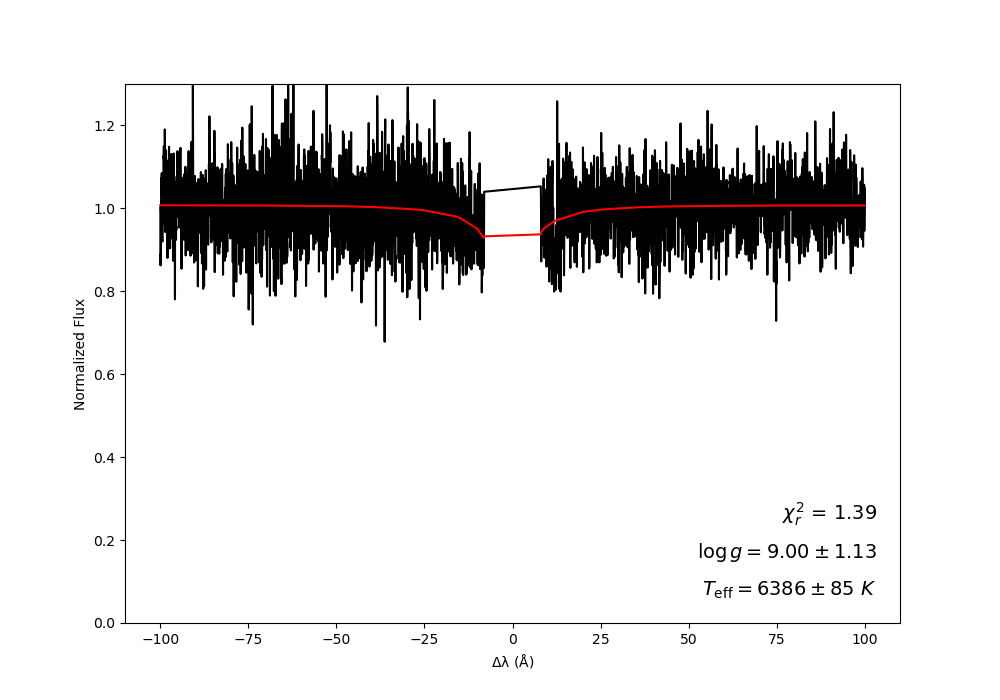 1.2
1.0
0.8
0.6
0.4
0.2
0.0
Normalized Flux
χ²ᵣ = 1.39
log g = 9.00 ± 1.13
T_eff = 6386 ± 85 K
−100 −75 −50 −25 0 25 50 75 100
Δλ (Å)